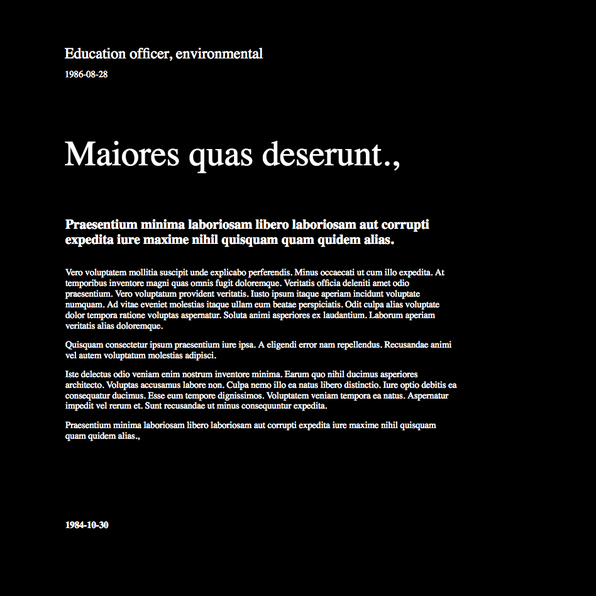 Education officer, environmental
1986-08-28
Maiores quas deserunt.,
Praesentium minima laboriosam libero laboriosam aut corrupti
expedita iure maxime nihil quisquam quam quidem alias.
Vero voluptatem mollitia suscipit unde explicabo perferendis. Minus occaecati ut cum illo expedita. At
temporibus inventore magni quas omnis fugit doloremque. Veritatis officia deleniti amet odio
praesentium. Vero voluptatum provident veritatis. Iusto ipsum itaque aperiam incidunt voluptate
numquam. Ad vitae eveniet molestias itaque ullam eum beatae perspiciatis. Odit culpa alias voluptate
dolor tempora ratione voluptas aspernatur. Soluta animi asperiores ex laudantium. Laborum aperiam
veritatis alias doloremque.
Quisquam consectetur ipsum praesentium iure ipsa. A eligendi error nam repellendus. Recusandae animi
vel autem voluptatum molestias adipisci.
Iste delectus odio veniam enim nostrum inventore minima. Earum quo nihil ducimus asperiores
architecto. Voluptas accusamus labore non. Culpa nemo illo ea natus libero distinctio. Iure optio debitis ea
consequatur ducimus. Esse eum tempore dignissimos. Voluptatem veniam tempora ea natus. Aspernatur
impedit vel rerum et. Sunt recusandae ut minus consequuntur expedita.
Praesentium minima laboriosam libero laboriosam aut corrupti expedita iure maxime nihil quisquam
quam quidem alias.,
1984-10-30